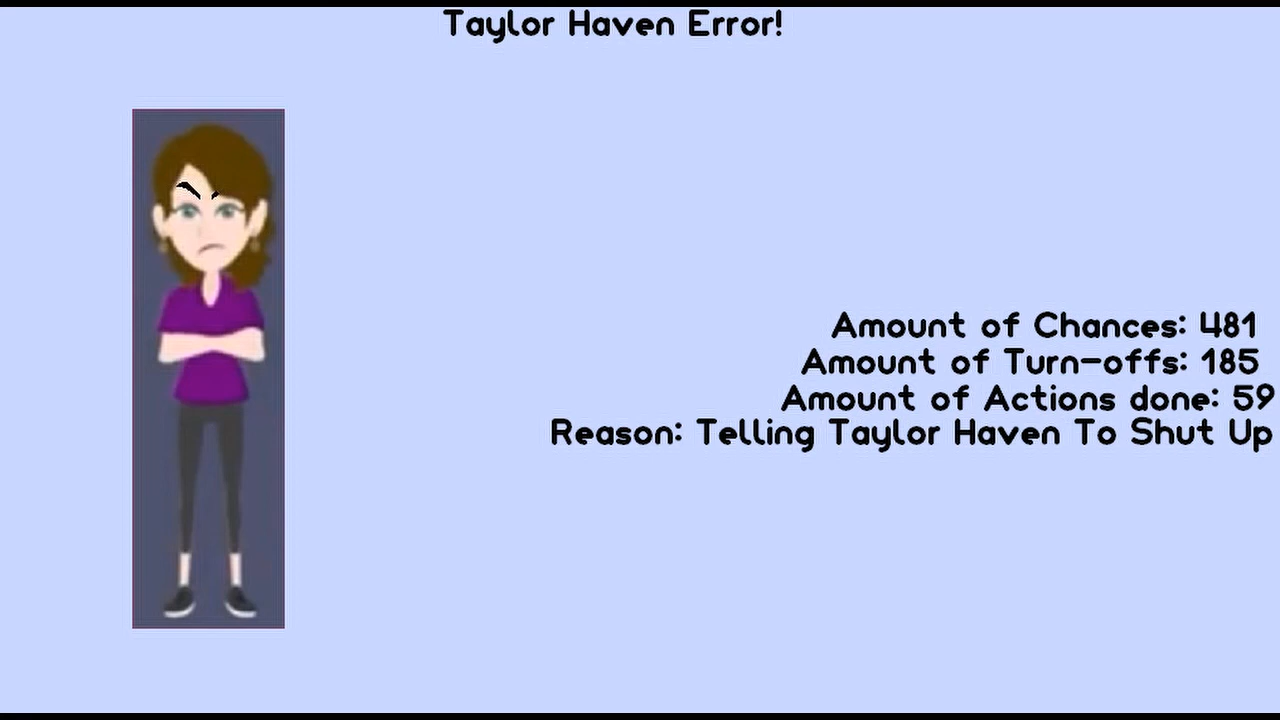 Taylor Haven Error!
Amount of Chances: 481
Amount of Turn-offs: 185
Amount of Actions done: 59
Reason: Telling Taylor Haven To Shut Up